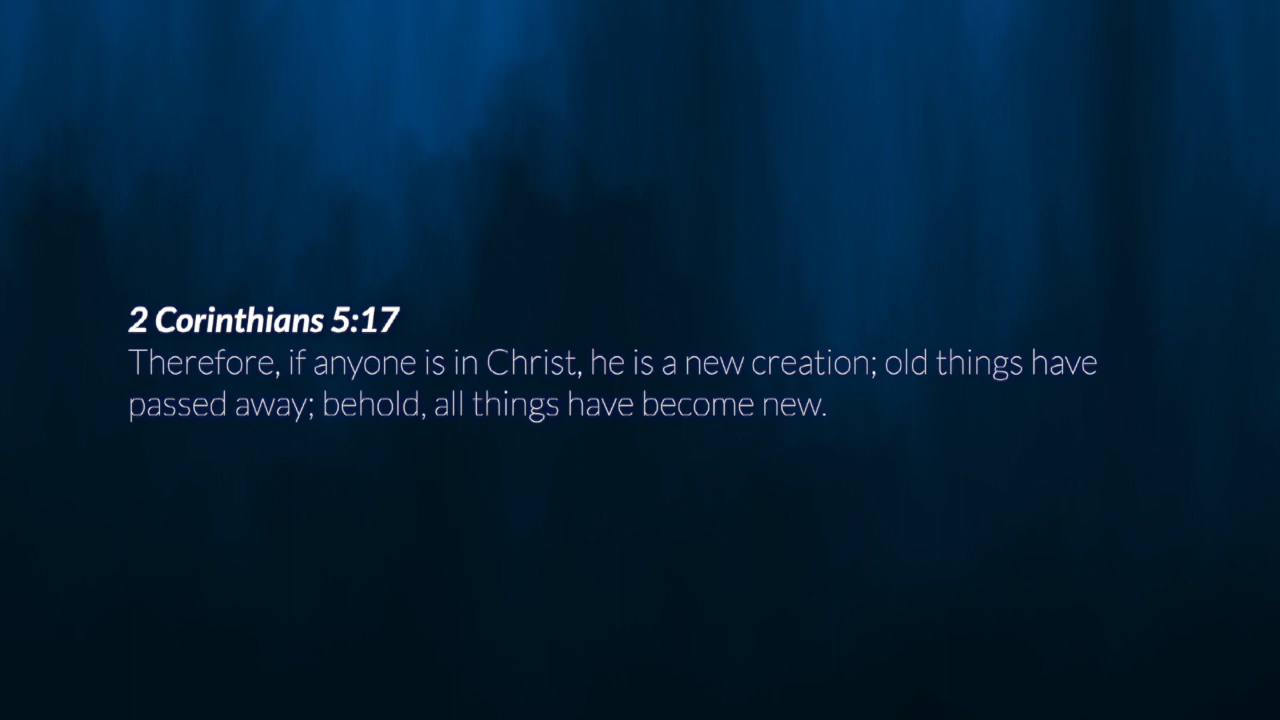 2 Corinthians 5:17
Therefore, if anyone is in Christ, he is a new creation; old things have
passed away; behold, all things have become new.